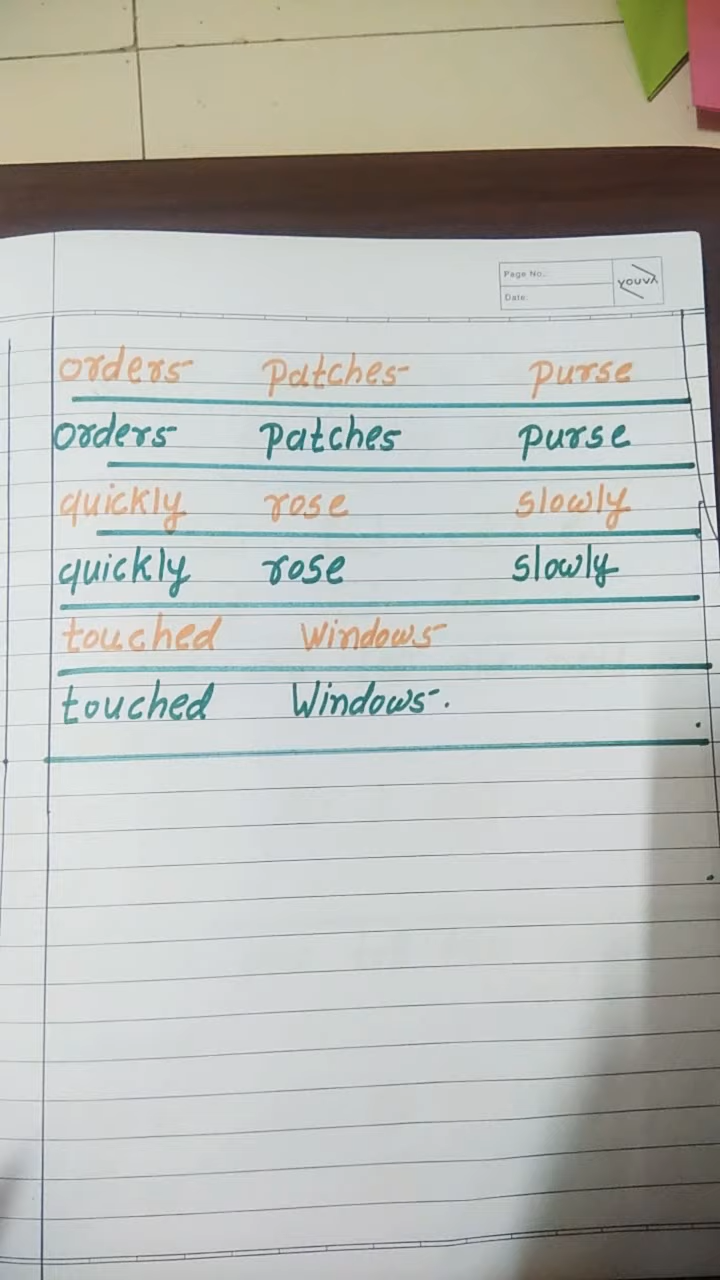 Page No.
youva
Date:
orders patches purse
orders patches purse
quickly rose slowly
quickly rose slowly
touched windows
touched Windows.